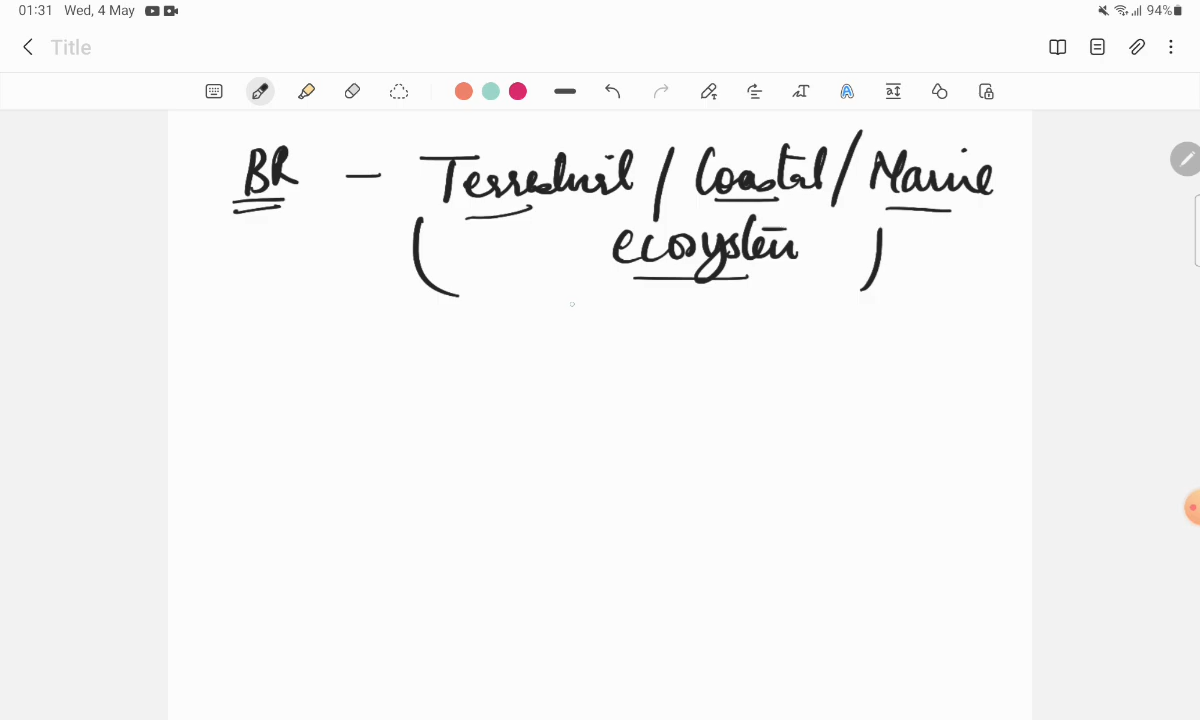 01:31 Wed, 4 May 94%
Title
BR - Terrestrial / Coastal / Marine
( ecosystem )